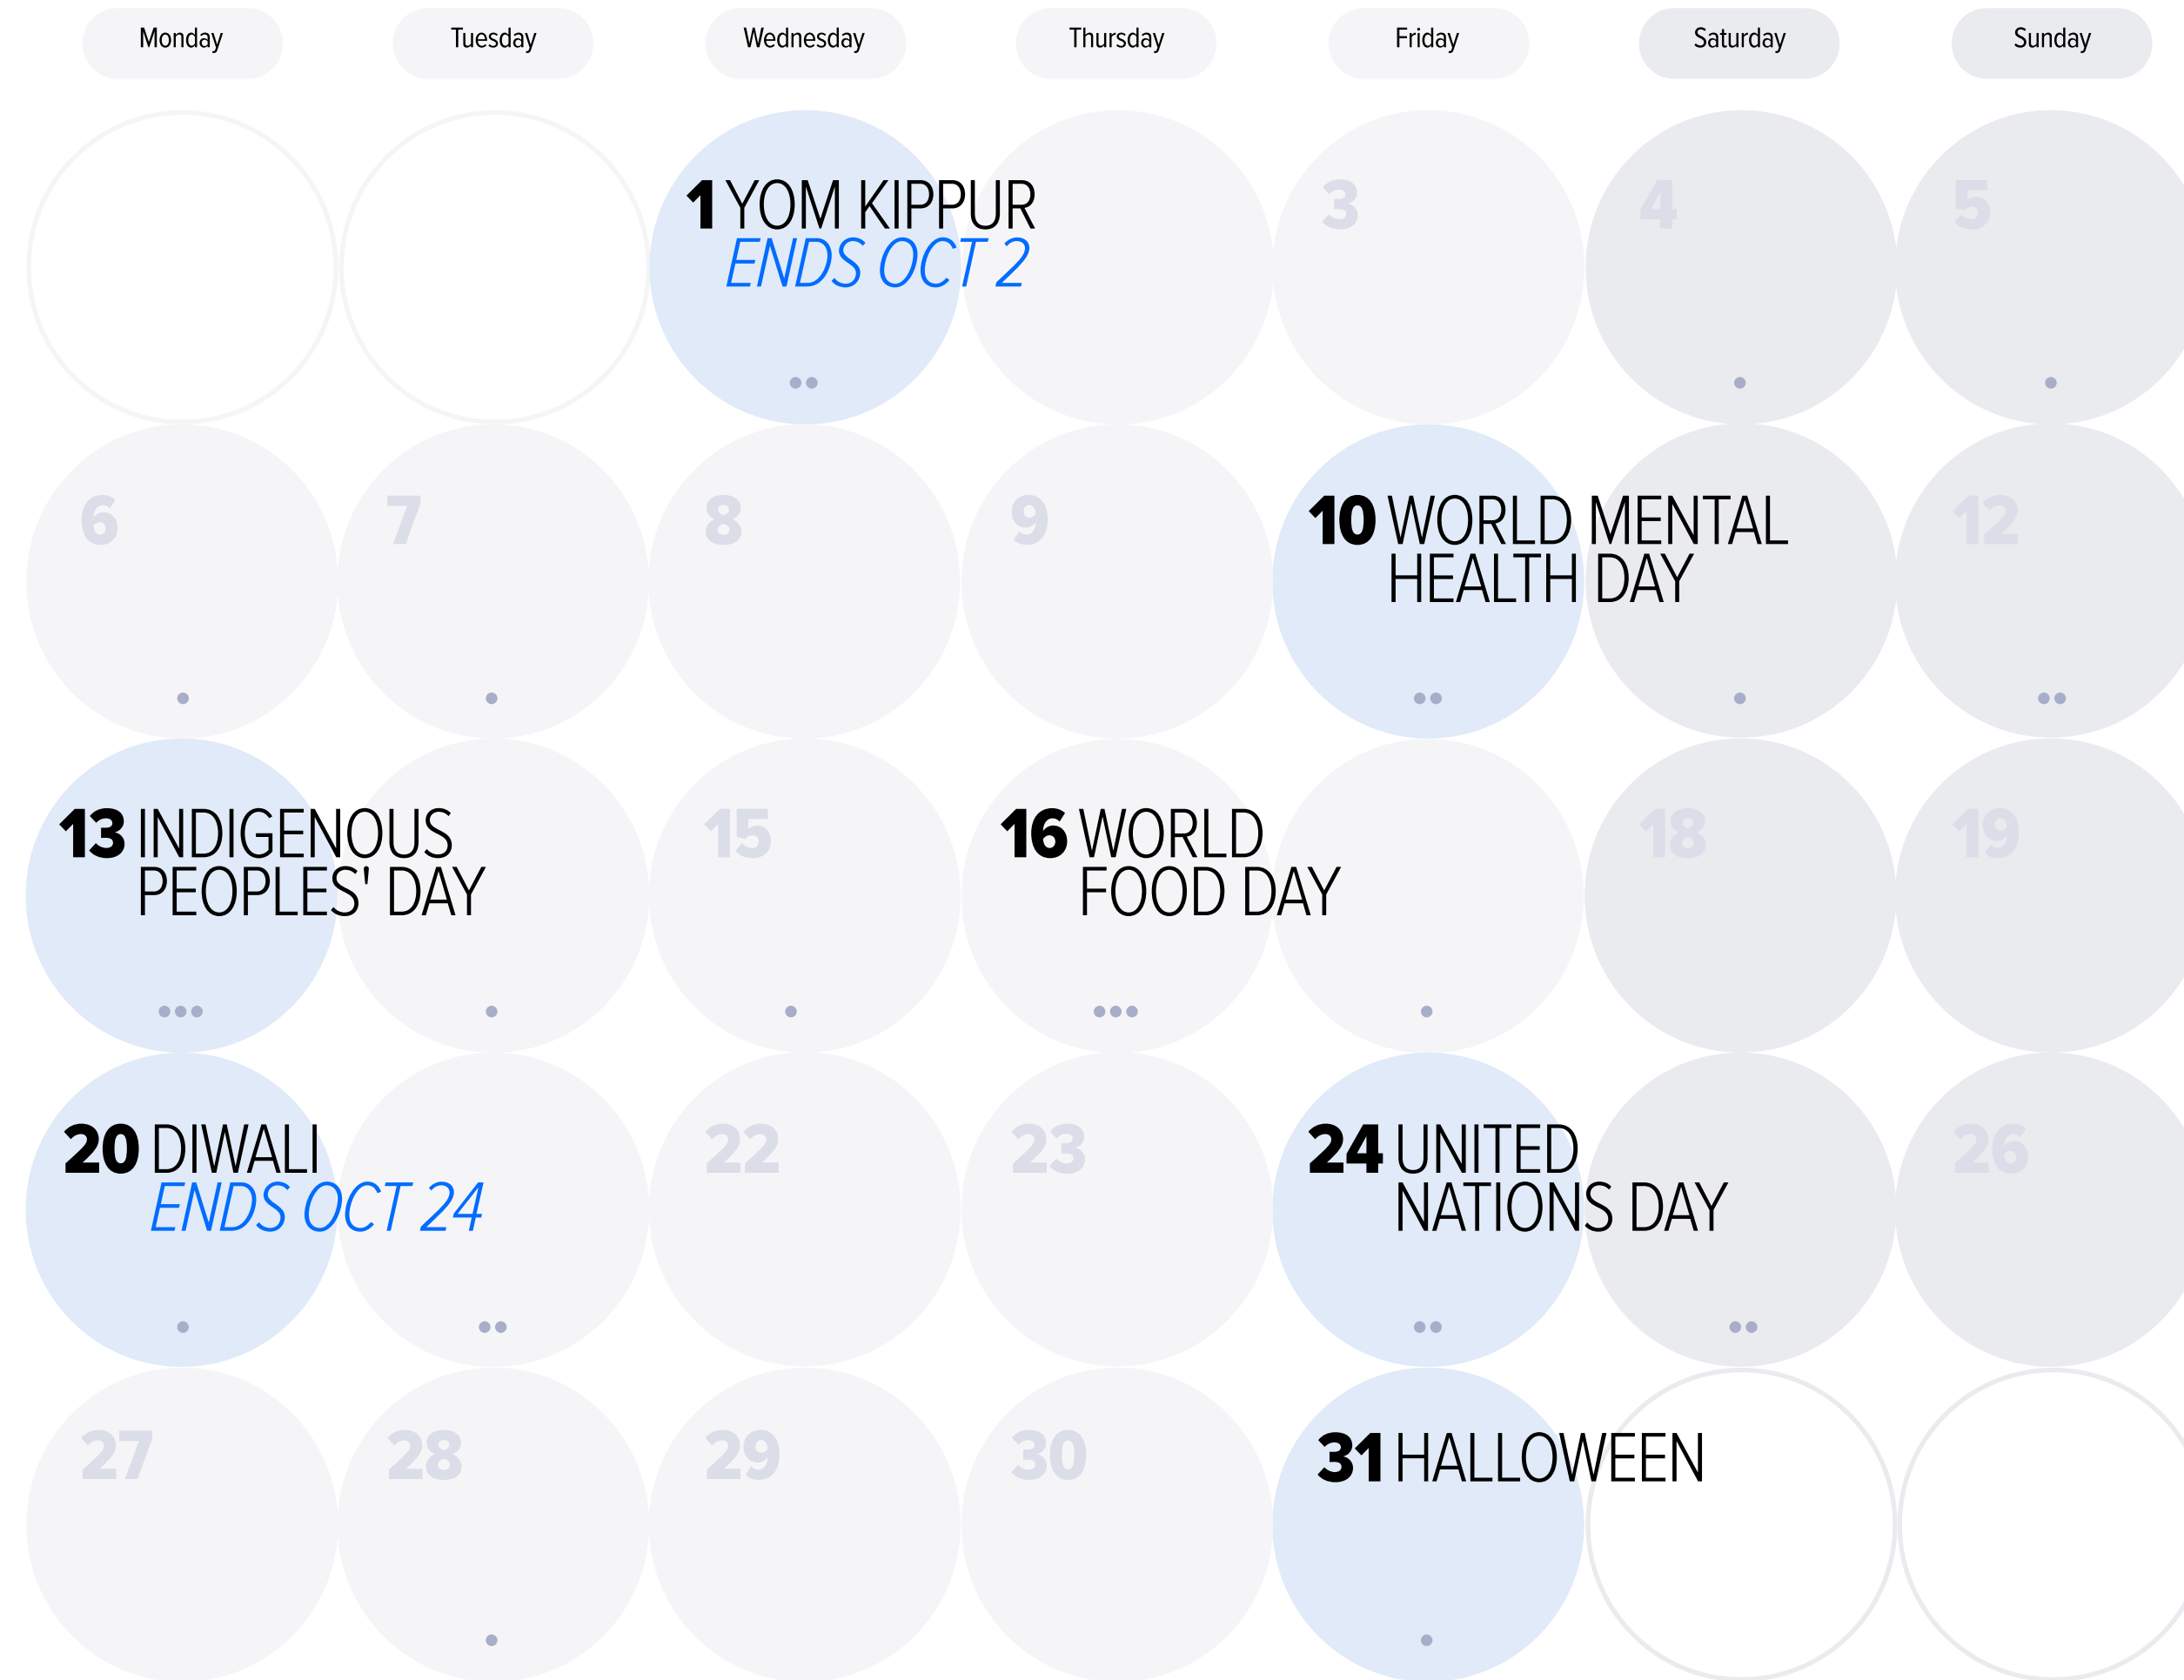 Monday Tuesday Wednesday Thursday Friday Saturday Sunday
1 YOM KIPPUR
ENDS OCT 2
3
4
5
6
7
8
9
10 WORLD MENTAL
HEALTH DAY
12
13 INDIGENOUS
PEOPLES' DAY
15
16 WORLD
FOOD DAY
18
19
20 DIWALI
ENDS OCT 24
22
23
24 UNITED
NATIONS DAY
26
27
28
29
30
31 HALLOWEEN